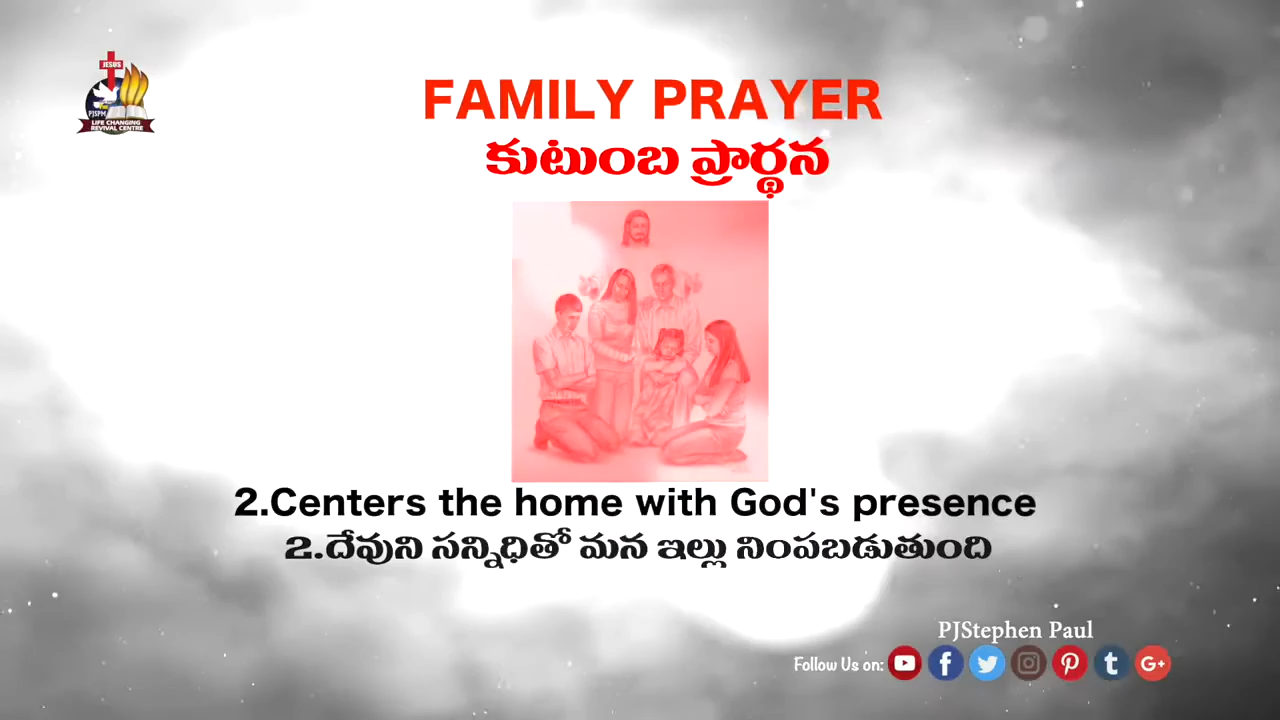 JESUS
PJSPM
LIFE CHANGING
REVIVAL CENTRE
FAMILY PRAYER
కుటుంబ ప్రార్థన
2.Centers the home with God's presence
2.దేవుని సన్నిధితో మన ఇల్లు నింపబడుతుంది
PJStephen Paul
Follow Us on: